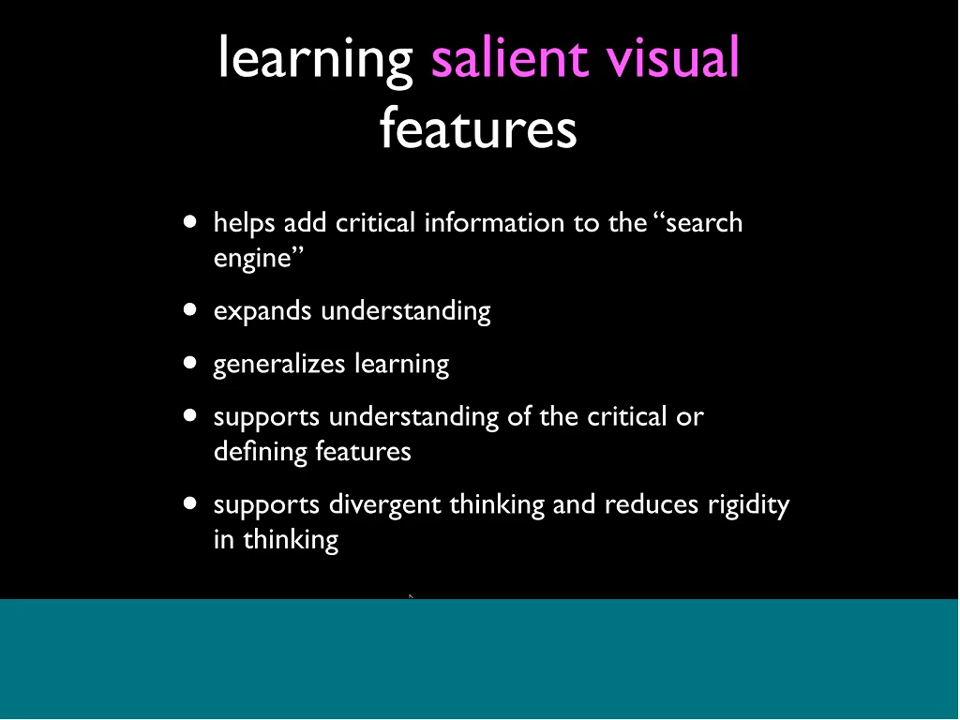 learning salient visual
features
• helps add critical information to the “search
engine”
• expands understanding
• generalizes learning
• supports understanding of the critical or
defining features
• supports divergent thinking and reduces rigidity
in thinking